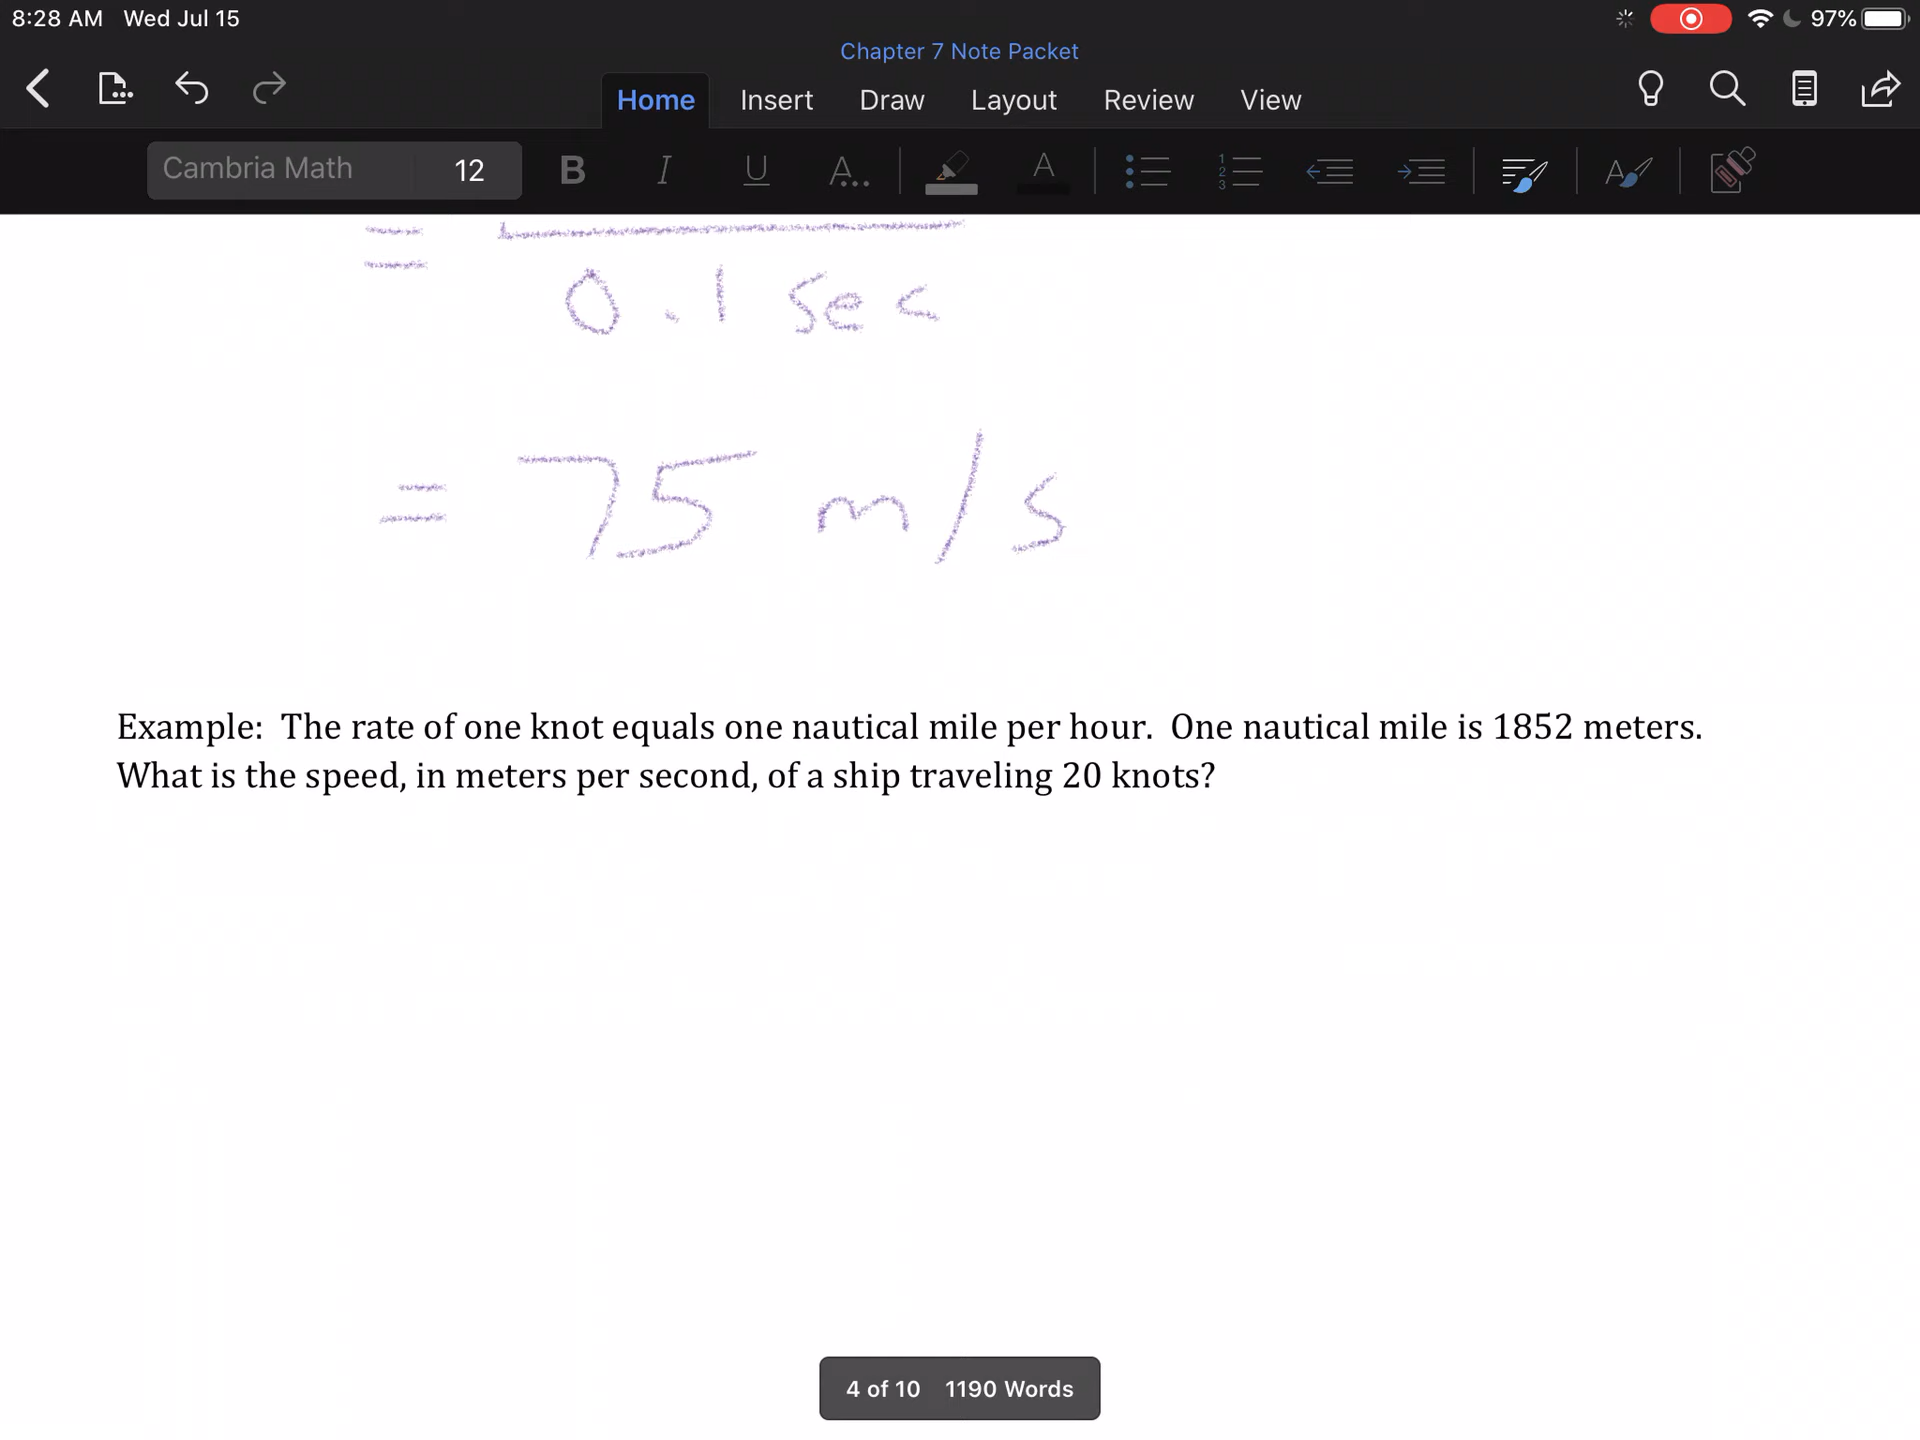 8:28 AM Wed Jul 15
97%
Chapter 7 Note Packet
Home Insert Draw Layout Review View
Cambria Math 12 B I U A... A
=
0.1 sec
= 75 m/s
Example: The rate of one knot equals one nautical mile per hour. One nautical mile is 1852 meters.
What is the speed, in meters per second, of a ship traveling 20 knots?
4 of 10 1190 Words